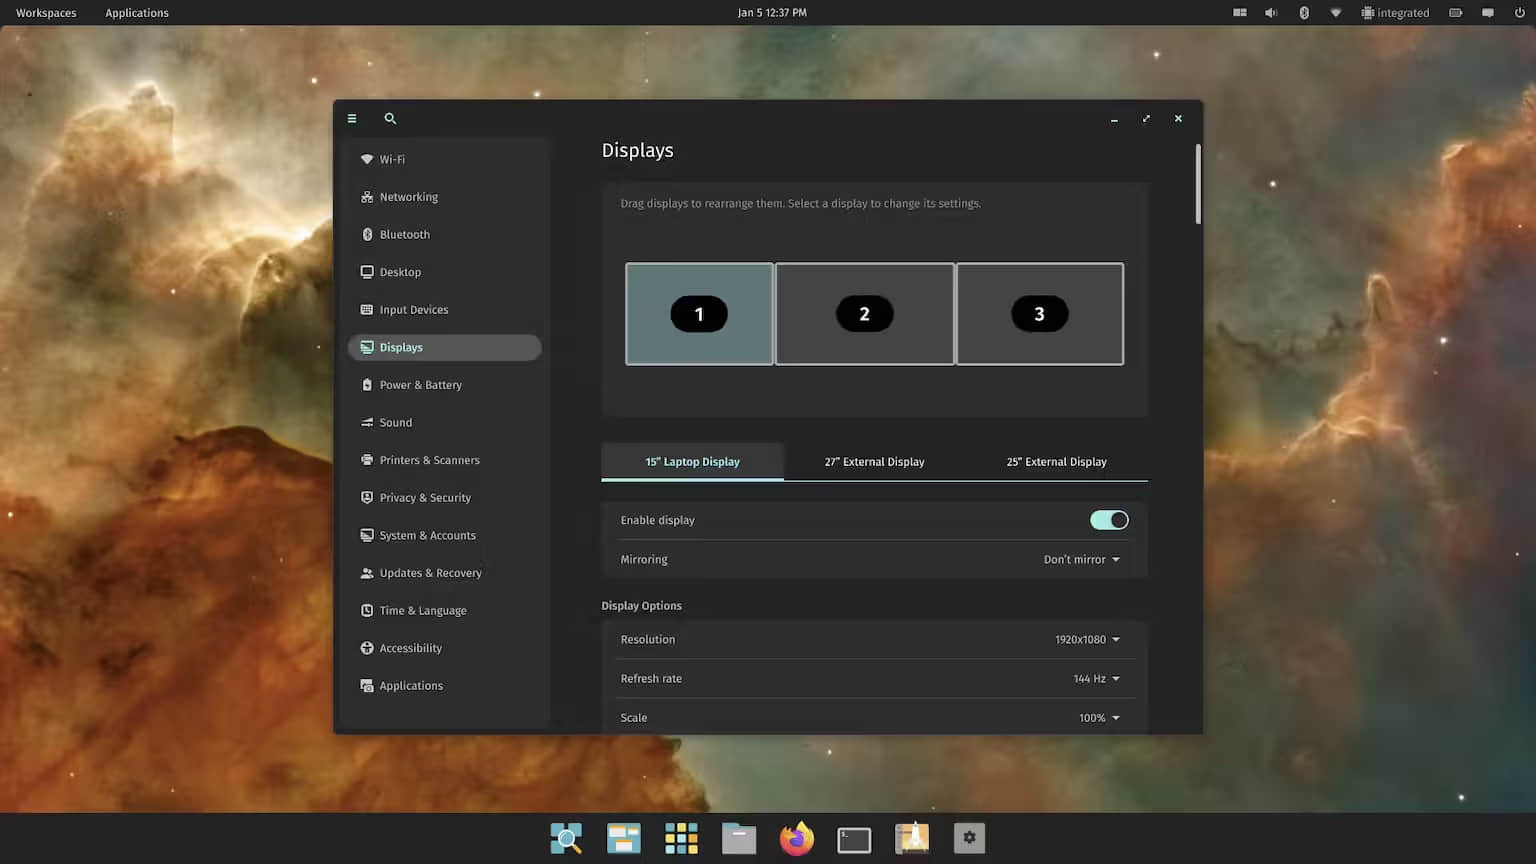 Workspaces Applications Jan 5 12:37 PM integrated
Displays
Wi-Fi
Networking
Bluetooth
Desktop
Input Devices
Displays
Power & Battery
Sound
Printers & Scanners
Privacy & Security
System & Accounts
Updates & Recovery
Time & Language
Accessibility
Applications
Drag displays to rearrange them. Select a display to change its settings.
1 2 3
15" Laptop Display 27" External Display 25" External Display
Enable display
Mirroring Don't mirror
Display Options
Resolution 1920x1080
Refresh rate 144 Hz
Scale 100%